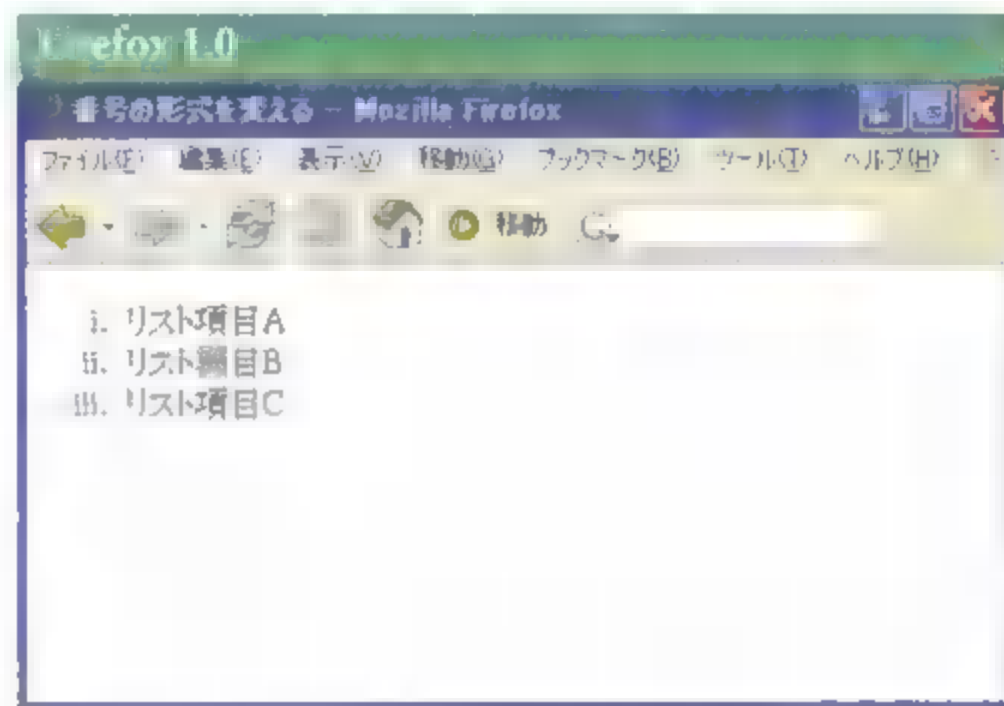 Firefox 1.0
番号の形式を変える - Mozilla Firefox
ファイル(F) 編集(E) 表示(V) 移動(G) ブックマーク(B) ツール(T) ヘルプ(H)
移動
i. リスト項目A
ii. リスト項目B
iii. リスト項目C